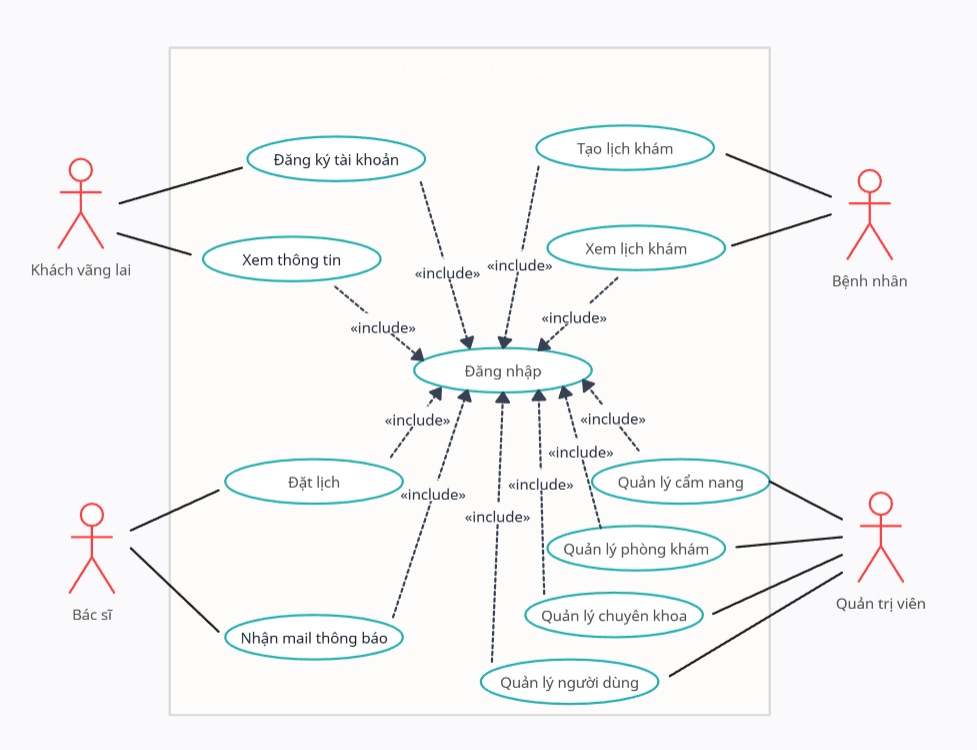 Đăng ký tài khoản
Tạo lịch khám
Khách vãng lai
Xem thông tin
Xem lịch khám
Bệnh nhân
«include»
«include»
«include»
«include»
Đăng nhập
«include»
«include»
«include»
«include»
«include»
«include»
Đặt lịch
Quản lý cẩm nang
Quản lý phòng khám
Bác sĩ
Quản trị viên
Quản lý chuyên khoa
Nhận mail thông báo
Quản lý người dùng